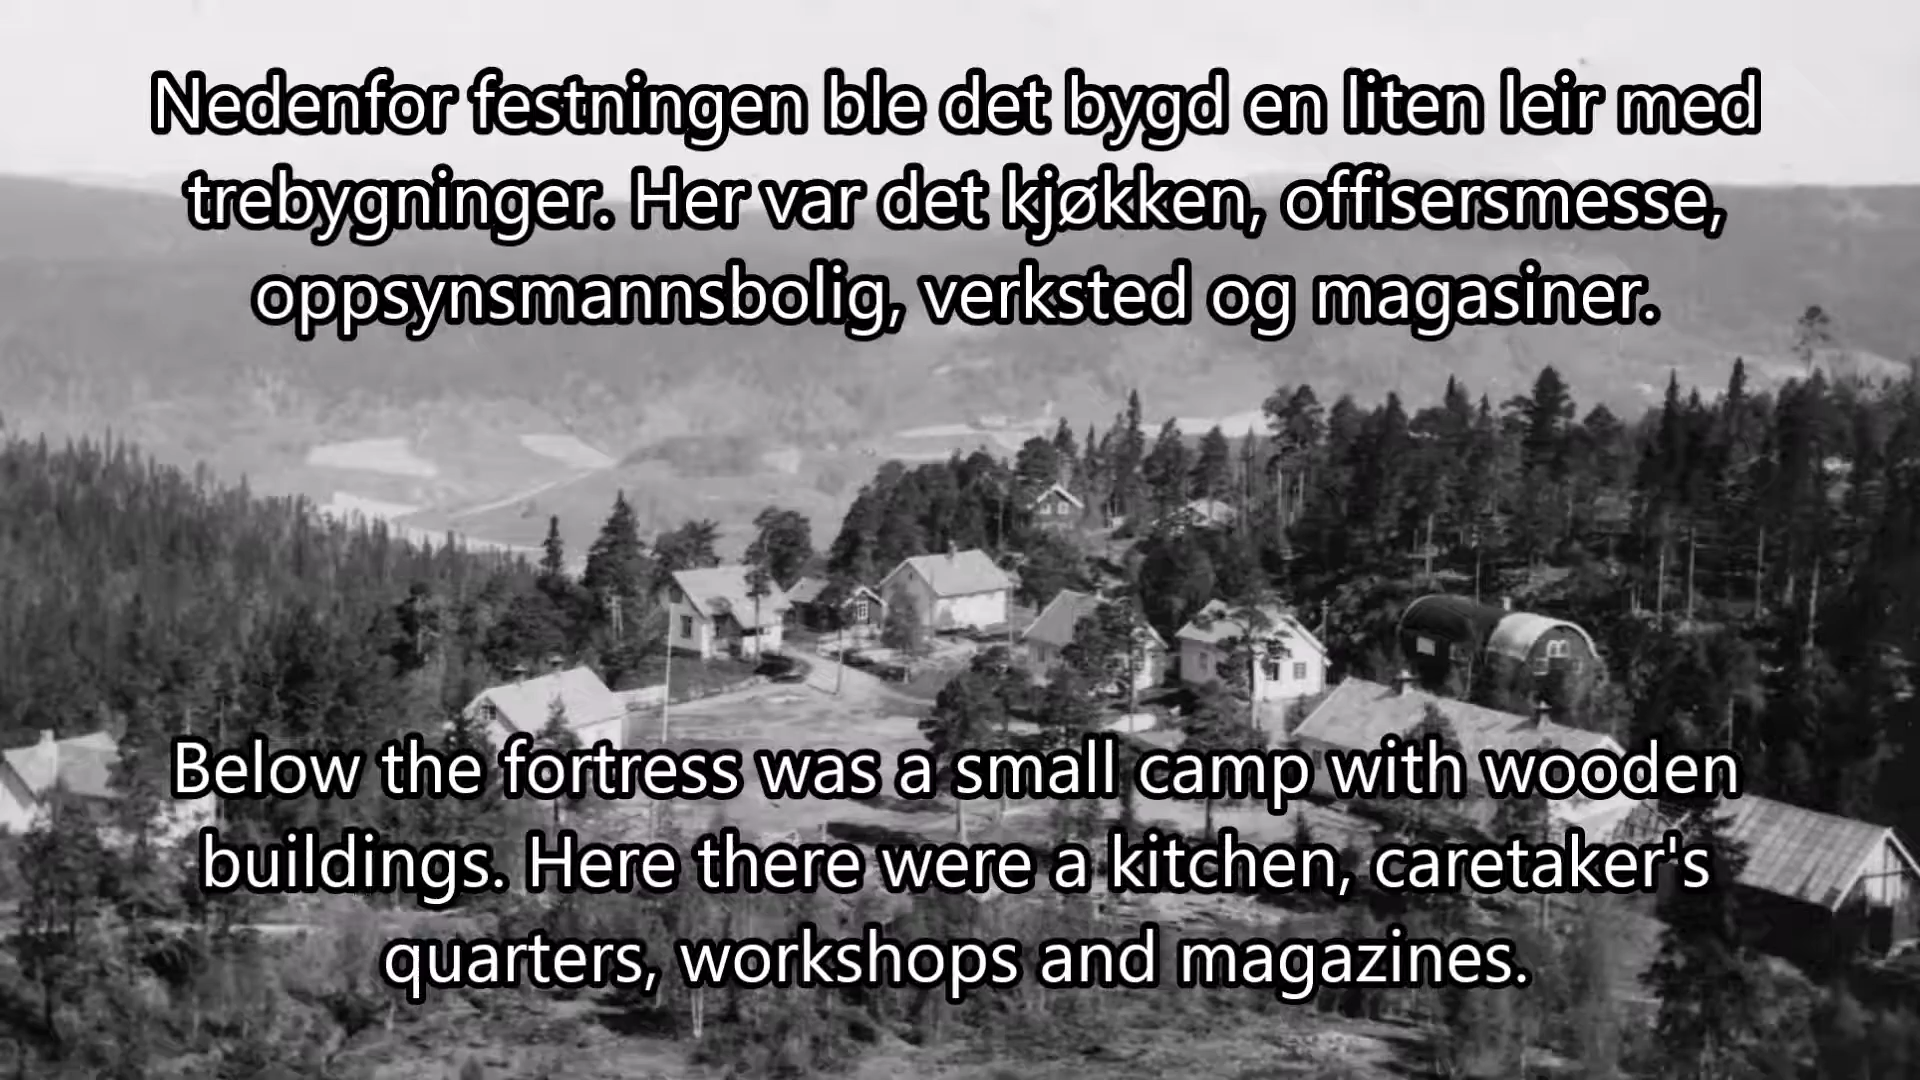 Nedenfor festningen ble det bygd en liten leir med
trebygninger. Her var det kjøkken, offisersmesse,
oppsynsmannsbolig, verksted og magasiner.
Below the fortress was a small camp with wooden
buildings. Here there were a kitchen, caretaker's
quarters, workshops and magazines.